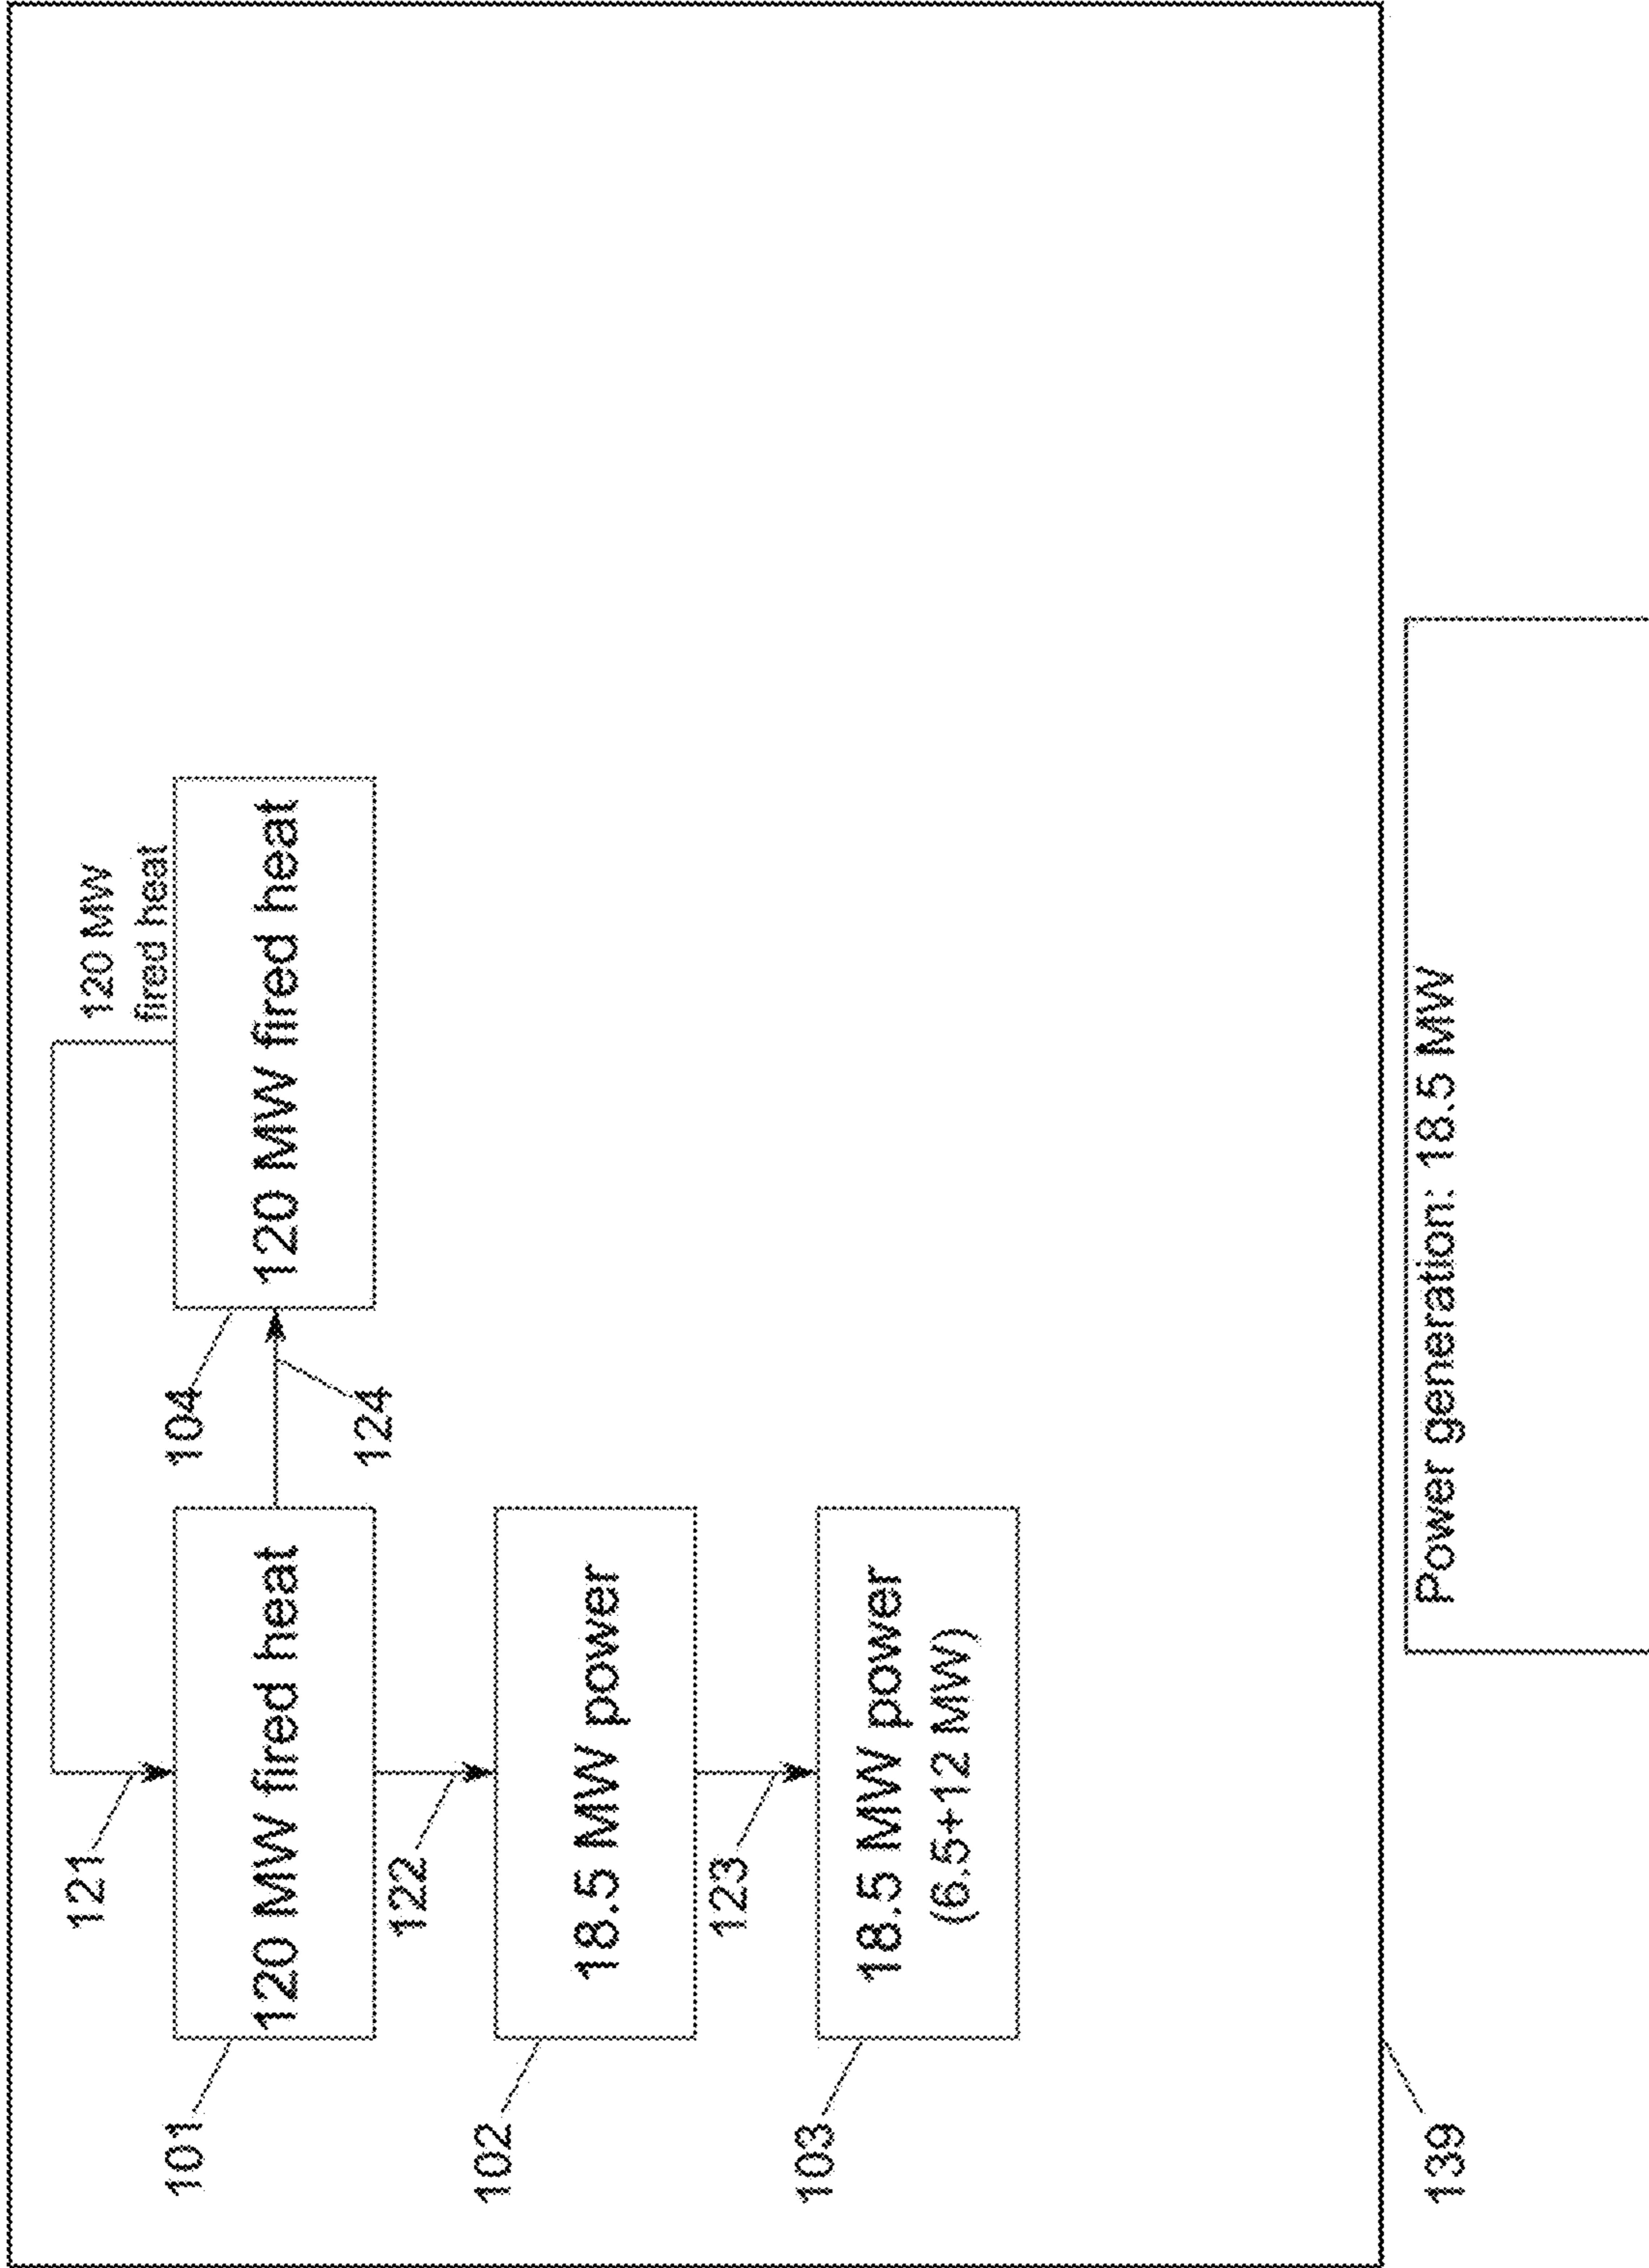 120 MW
fired heat
121
101
120 MW fired heat
104
120 MW fired heat
124
122
102
18.5 MW power
123
103
18.5 MW power
(6.5+12 MW)
139
Power generation: 18.5 MW